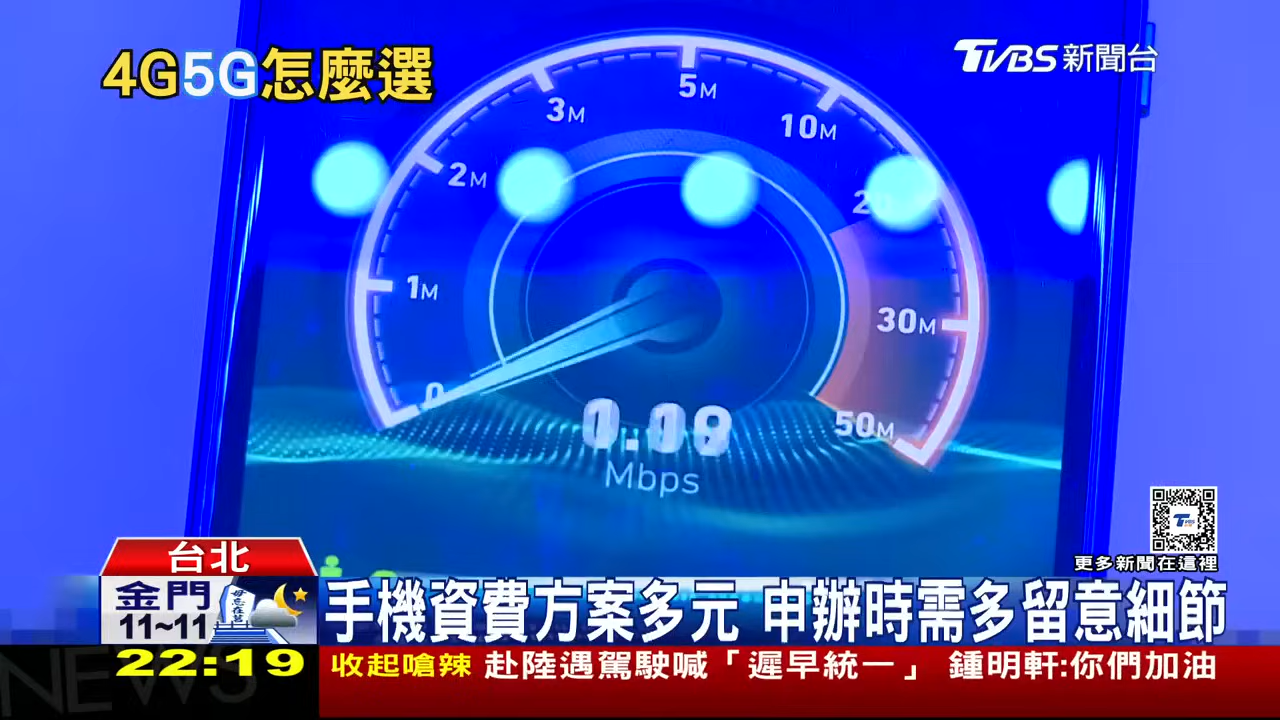 4G5G怎麼選
TVBS新聞台
5M
3M
10M
2M
1M
30M
0
50M
Mbps
更多新聞在這裡
台北
金門
11~11
手機資費方案多元 申辦時需多留意細節
22:19
收起嗆辣 赴陸遇駕駛喊「遲早統一」 鍾明軒:你們加油
NEWS